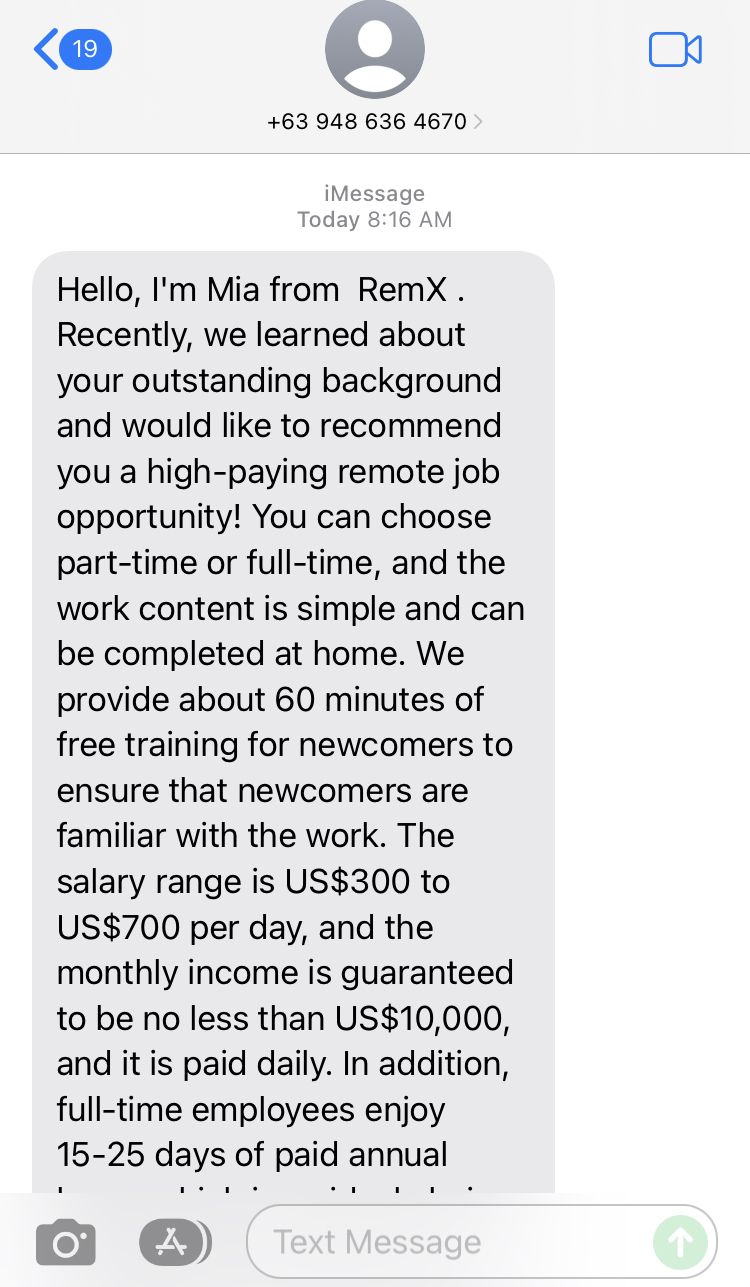 19
+63 948 636 4670
iMessage
Today 8:16 AM
Hello, I'm Mia from  RemX .
Recently, we learned about
your outstanding background
and would like to recommend
you a high-paying remote job
opportunity! You can choose
part-time or full-time, and the
work content is simple and can
be completed at home. We
provide about 60 minutes of
free training for newcomers to
ensure that newcomers are
familiar with the work. The
salary range is US$300 to
US$700 per day, and the
monthly income is guaranteed
to be no less than US$10,000,
and it is paid daily. In addition,
full-time employees enjoy
15-25 days of paid annual
Text Message